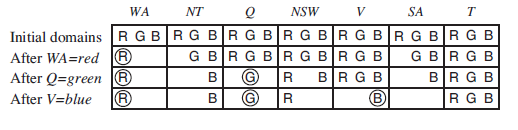 WA NT Q NSW V SA T
Initial domains R G B R G B R G B R G B R G B R G B R G B
After WA=red R G B R G B R G B R G B G B R G B
After Q=green R B G R B R G B B R G B
After V=blue R B G R B R G B